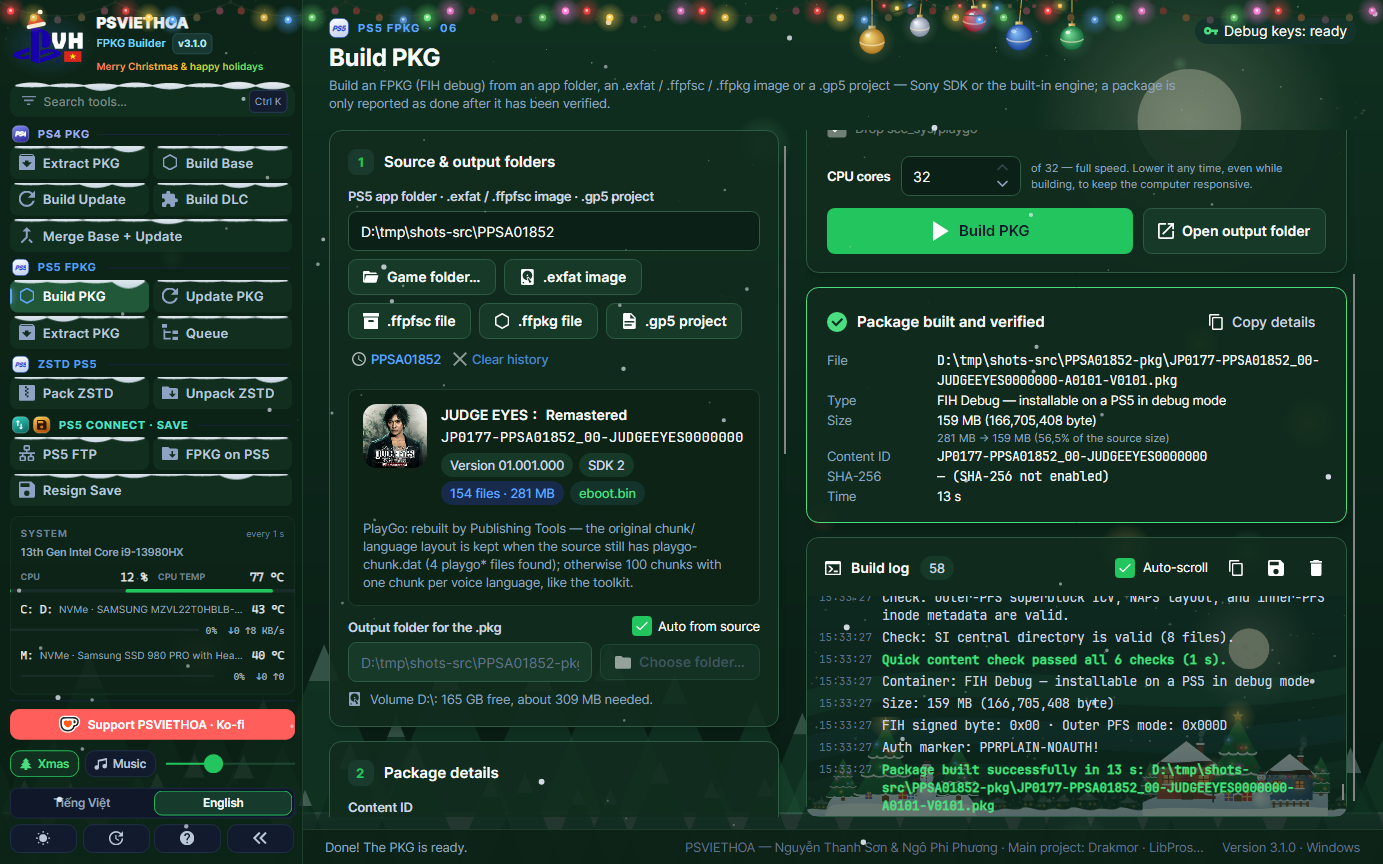 PSVIETHOA
FPKG Builder v3.1.0
Merry Christmas & happy holidays
VH
Search tools... Ctrl K
PS4 PKG
Extract PKG
Build Base
Build Update
Build DLC
Merge Base + Update
PS5 FPKG
Build PKG
Update PKG
Extract PKG
Queue
ZSTD PS5
Pack ZSTD
Unpack ZSTD
PS5 CONNECT · SAVE
PS5 FTP
FPKG on PS5
Resign Save
SYSTEM every 1 s
13th Gen Intel Core i9-13980HX
CPU 12 % CPU TEMP 77 °C
C: D: NVMe · SAMSUNG MZVL22T0HBLB-... 43 °C
0% ↓0 ↑8 KB/s
M: NVMe · Samsung SSD 980 PRO with Hea... 40 °C
0% ↓0 ↑0
Support PSVIETHOA · Ko-fi
Xmas
Music
Tiếng Việt
English
PS5 FPKG · 06
Build PKG
Build an FPKG (FIH debug) from an app folder, an .exfat / .ffpfsc / .ffpkg image or a .gp5 project — Sony SDK or the built-in engine; a package is
only reported as done after it has been verified.
Debug keys: ready
1 Source & output folders
PS5 app folder · .exfat / .ffpfsc image · .gp5 project
D:\tmp\shots-src\PPSA01852
Game folder...
.exfat image
.ffpfsc file
.ffpkg file
.gp5 project
PPSA01852
Clear history
JUDGE EYES： Remastered
JP0177-PPSA01852_00-JUDGEEYES0000000
Version 01.001.000
SDK 2
154 files · 281 MB
eboot.bin
PlayGo: rebuilt by Publishing Tools — the original chunk/
language layout is kept when the source still has playgo-
chunk.dat (4 playgo* files found); otherwise 100 chunks with
one chunk per voice language, like the toolkit.
Output folder for the .pkg
Auto from source
D:\tmp\shots-src\PPSA01852-pkg
Choose folder...
Volume D:\: 165 GB free, about 309 MB needed.
2 Package details
Content ID
Drop sce_sys/playgo
CPU cores
32
of 32 — full speed. Lower it any time, even while
building, to keep the computer responsive.
Build PKG
Open output folder
Package built and verified
Copy details
File D:\tmp\shots-src\PPSA01852-pkg\JP0177-PPSA01852_00-
JUDGEEYES0000000-A0101-V0101.pkg
Type FIH Debug — installable on a PS5 in debug mode
Size 159 MB (166,705,408 byte)
281 MB → 159 MB (56,5% of the source size)
Content ID JP0177-PPSA01852_00-JUDGEEYES0000000
SHA-256 — (SHA-256 not enabled)
Time 13 s
Build log 58
Auto-scroll
15:33:27 Check: outer-PFS superblock ICV, NAPS layout, and inner-PFS
inode metadata are valid.
15:33:27 Check: SI central directory is valid (8 files).
15:33:27 Quick content check passed all 6 checks (1 s).
15:33:27 Container: FIH Debug — installable on a PS5 in debug mode
15:33:27 Size: 159 MB (166,705,408 byte)
15:33:27 FIH signed byte: 0x00 · Outer PFS mode: 0x000D
15:33:27 Auth marker: PPRPLAIN-NOAUTH!
15:33:27 Package built successfully in 13 s: D:\tmp\shots-
src\PPSA01852-pkg\JP0177-PPSA01852_00-JUDGEEYES0000000-
A0101-V0101.pkg
Done! The PKG is ready.
PSVIETHOA — Nguyễn Thanh Sơn & Ngô Phi Phương · Main project: Drakmor · LibPros...
Version 3.1.0 · Windows